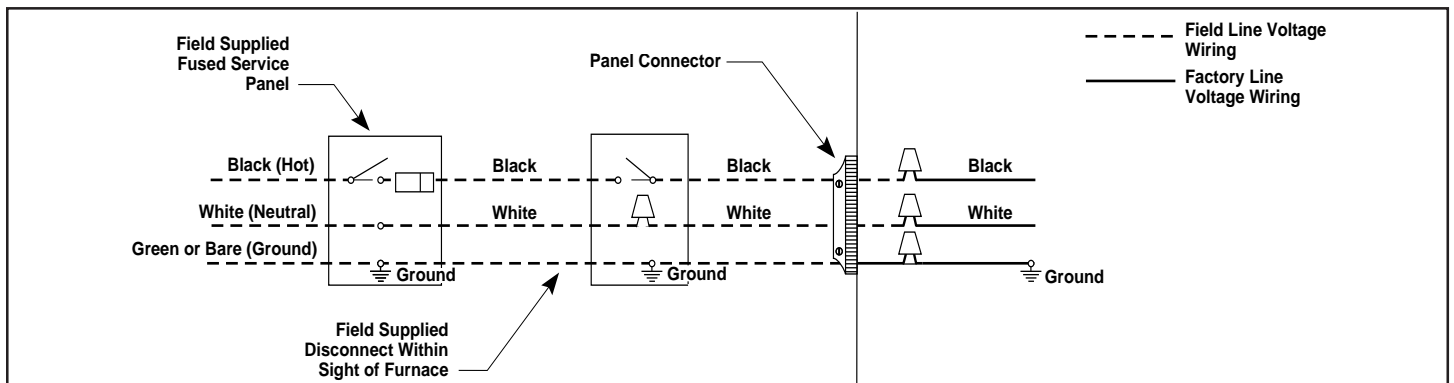 Field Supplied
Fused Service
Panel
Panel Connector
Field Line Voltage
Wiring
Factory Line
Voltage Wiring
Black (Hot)
Black
Black
Black
White (Neutral)
White
White
White
Green or Bare (Ground)
Ground
Ground
Ground
Field Supplied
Disconnect Within
Sight of Furnace